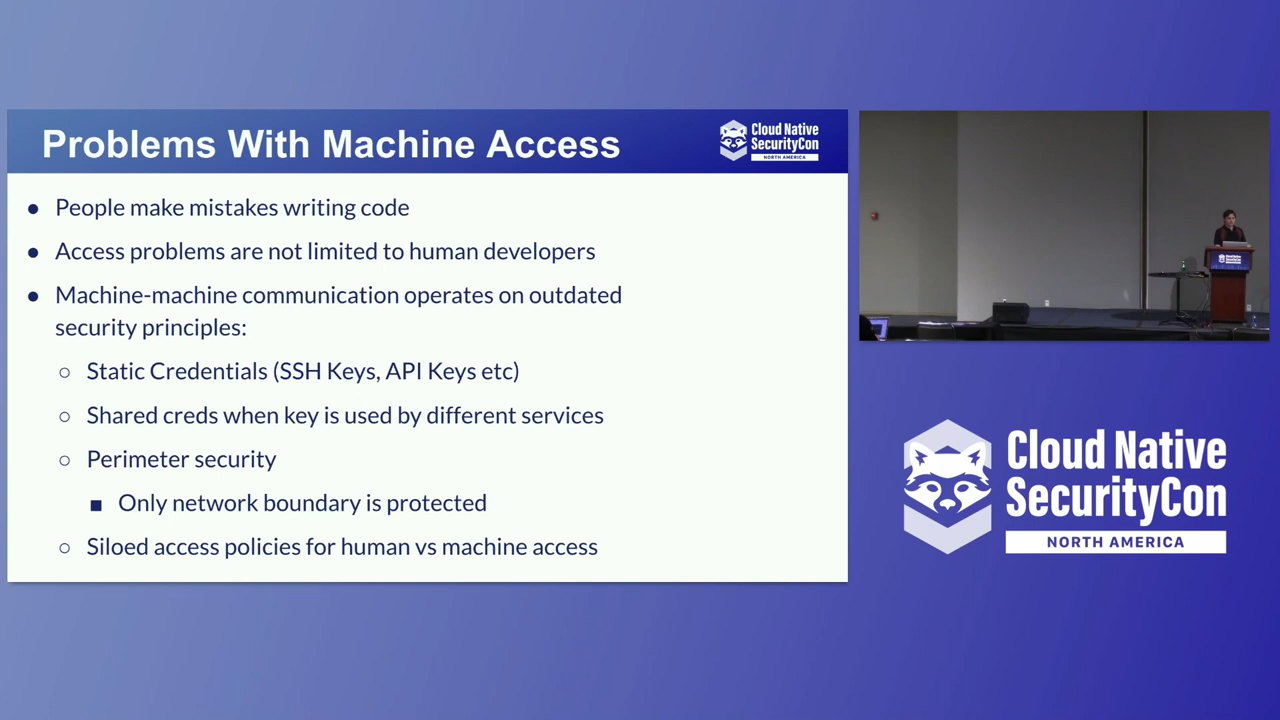 Problems With Machine Access
Cloud Native
SecurityCon
NORTH AMERICA
● People make mistakes writing code
● Access problems are not limited to human developers
● Machine-machine communication operates on outdated
security principles:
○ Static Credentials (SSH Keys, API Keys etc)
○ Shared creds when key is used by different services
○ Perimeter security
■ Only network boundary is protected
○ Siloed access policies for human vs machine access
Cloud Native
SecurityCon
NORTH AMERICA